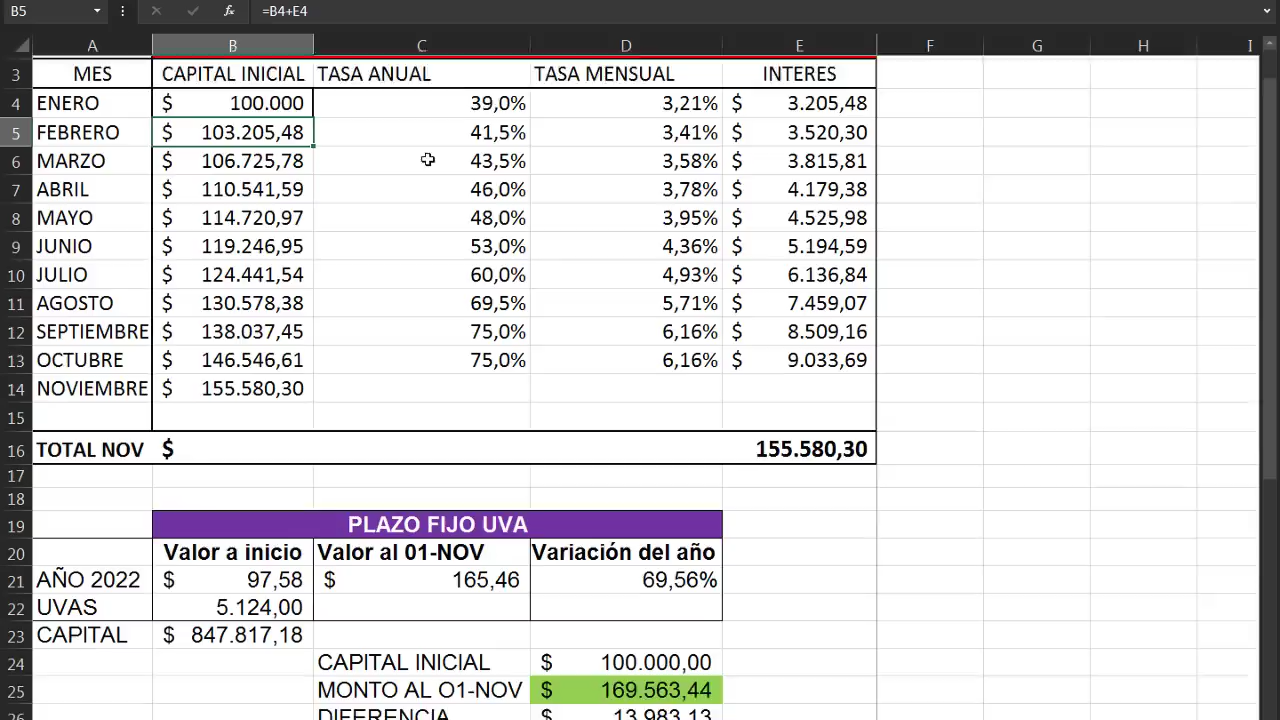 B5 fx =B4+E4
A B C D E F G H I
3 MES CAPITAL INICIAL TASA ANUAL TASA MENSUAL INTERES
4 ENERO $ 100.000 39,0% 3,21% $ 3.205,48
5 FEBRERO $ 103.205,48 41,5% 3,41% $ 3.520,30
6 MARZO $ 106.725,78 43,5% 3,58% $ 3.815,81
7 ABRIL $ 110.541,59 46,0% 3,78% $ 4.179,38
8 MAYO $ 114.720,97 48,0% 3,95% $ 4.525,98
9 JUNIO $ 119.246,95 53,0% 4,36% $ 5.194,59
10 JULIO $ 124.441,54 60,0% 4,93% $ 6.136,84
11 AGOSTO $ 130.578,38 69,5% 5,71% $ 7.459,07
12 SEPTIEMBRE $ 138.037,45 75,0% 6,16% $ 8.509,16
13 OCTUBRE $ 146.546,61 75,0% 6,16% $ 9.033,69
14 NOVIEMBRE $ 155.580,30
15
16 TOTAL NOV $ 155.580,30
17
18
19 PLAZO FIJO UVA
20 Valor a inicio Valor al 01-NOV Variación del año
21 AÑO 2022 $ 97,58 $ 165,46 69,56%
22 UVAS 5.124,00
23 CAPITAL $ 847.817,18
24 CAPITAL INICIAL $ 100.000,00
25 MONTO AL O1-NOV $ 169.563,44
26 DIFERENCIA $ 13.983,13